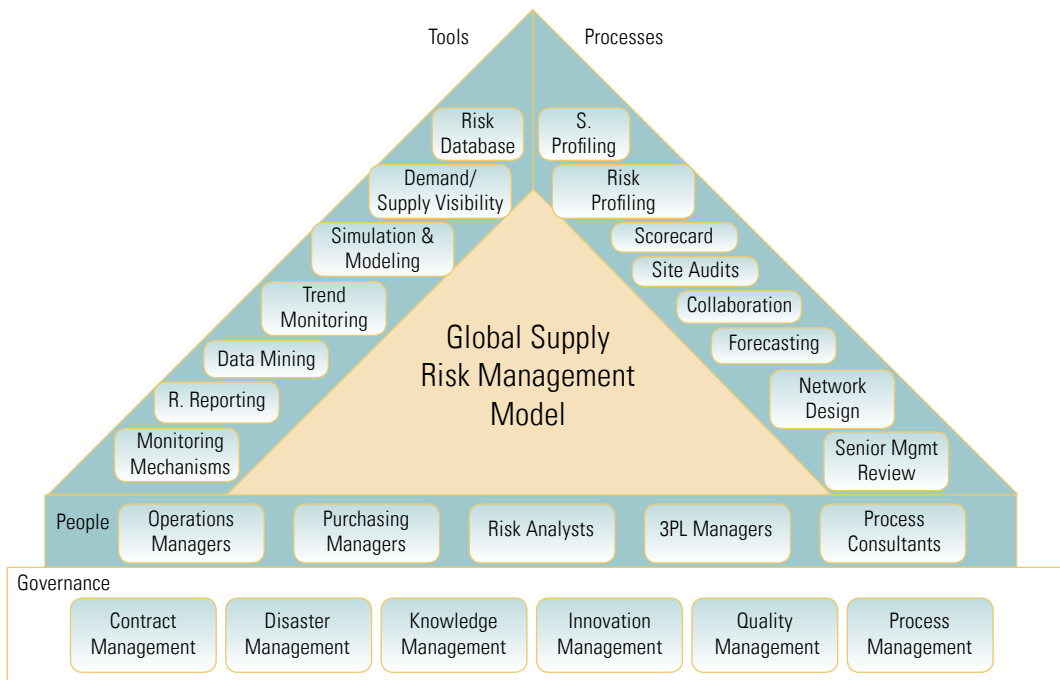 Tools
Processes
Risk
Database
Demand/
Supply Visibility
Simulation &
Modeling
Trend
Monitoring
Data Mining
R. Reporting
Monitoring
Mechanisms
S.
Profiling
Risk
Profiling
Scorecard
Site Audits
Collaboration
Forecasting
Network
Design
Senior Mgmt
Review
Global Supply
Risk Management
Model
People
Operations
Managers
Purchasing
Managers
Risk Analysts
3PL Managers
Process
Consultants
Governance
Contract
Management
Disaster
Management
Knowledge
Management
Innovation
Management
Quality
Management
Process
Management